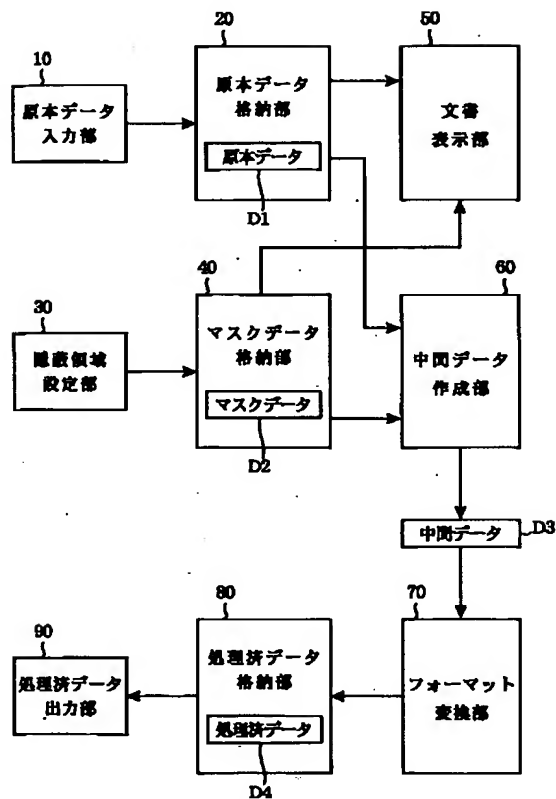 10
原本データ
入力部
20
原本データ
格納部
原本データ
D1
50
文書
表示部
30
隠蔽領域
設定部
40
マスクデータ
格納部
マスクデータ
D2
60
中間データ
作成部
中間データ
D3
90
処理済データ
出力部
80
処理済データ
格納部
処理済データ
D4
70
フォーマット
変換部